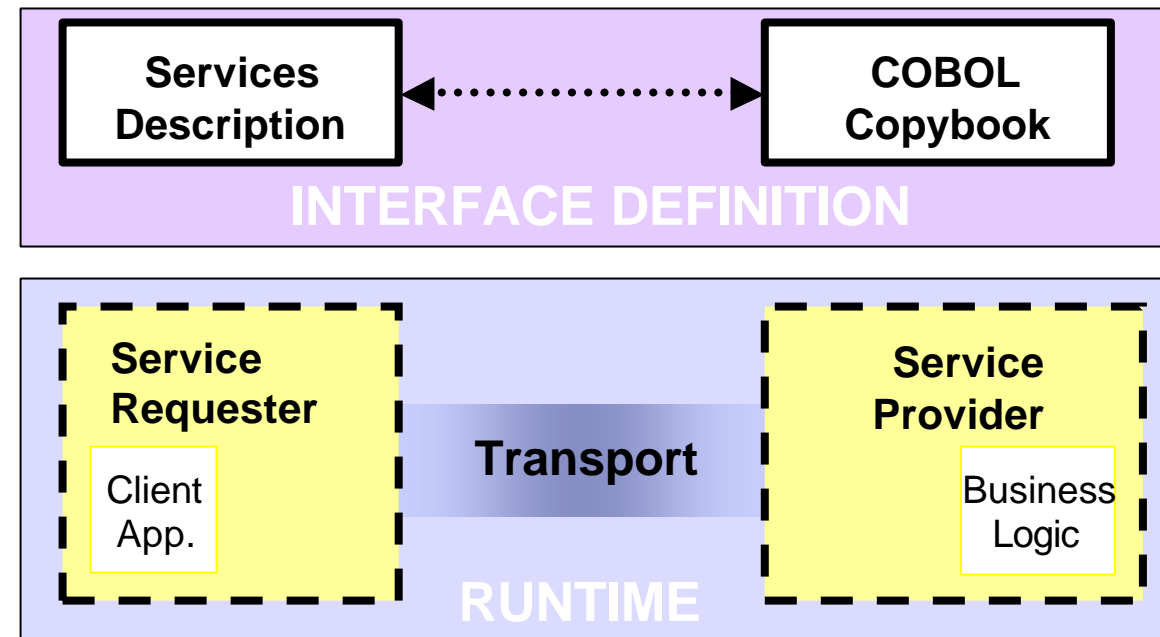 Services
Description
COBOL
Copybook
INTERFACE DEFINITION
Service
Requester
Client
App.
Transport
Service
Provider
Business
Logic
RUNTIME